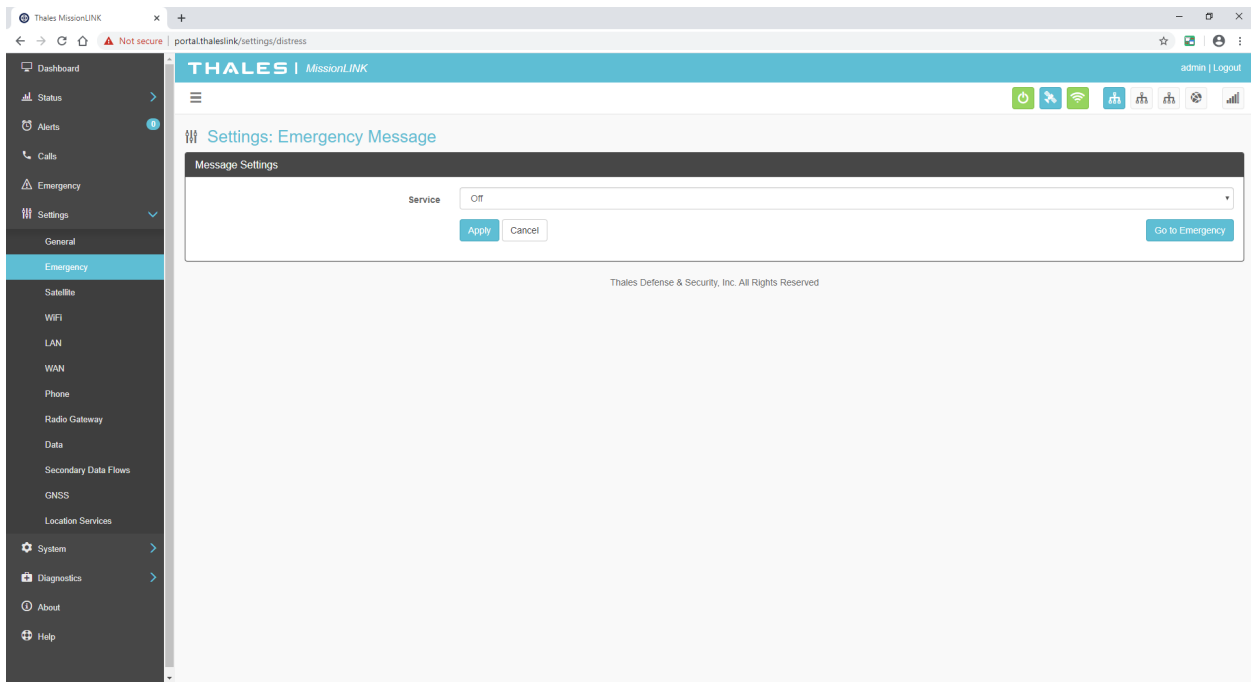 Thales MissionLINK
Not secure | portal.thaleslink/settings/distress
THALES | MissionLINK
admin | Logout
Dashboard
Status
Alerts 0
Calls
Emergency
Settings
General
Emergency
Satellite
WiFi
LAN
WAN
Phone
Radio Gateway
Data
Secondary Data Flows
GNSS
Location Services
System
Diagnostics
About
Help
Settings: Emergency Message
Message Settings
Service Off
Apply Cancel Go to Emergency
Thales Defense & Security, Inc. All Rights Reserved